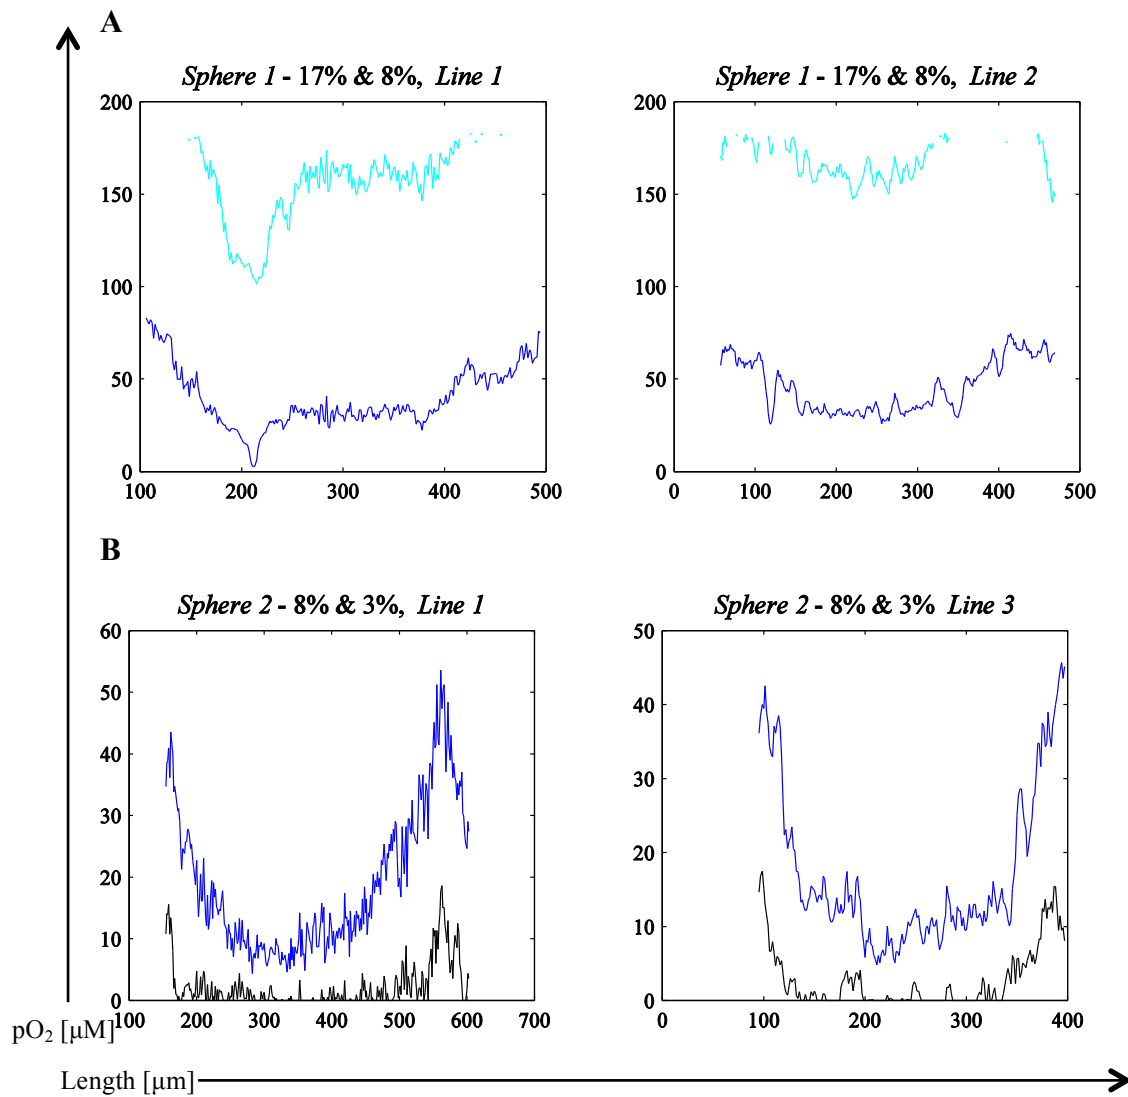 A
Sphere 1 - 17% & 8%, Line 1
Sphere 1 - 17% & 8%, Line 2
200
150
100
50
0
100 200 300 400 500
200
150
100
50
0
0 100 200 300 400 500
B
Sphere 2 - 8% & 3%, Line 1
Sphere 2 - 8% & 3% Line 3
60
50
40
30
20
10
0
100 200 300 400 500 600 700
50
40
30
20
10
0
0 100 200 300 400
pO₂ [µM]
Length [µm]